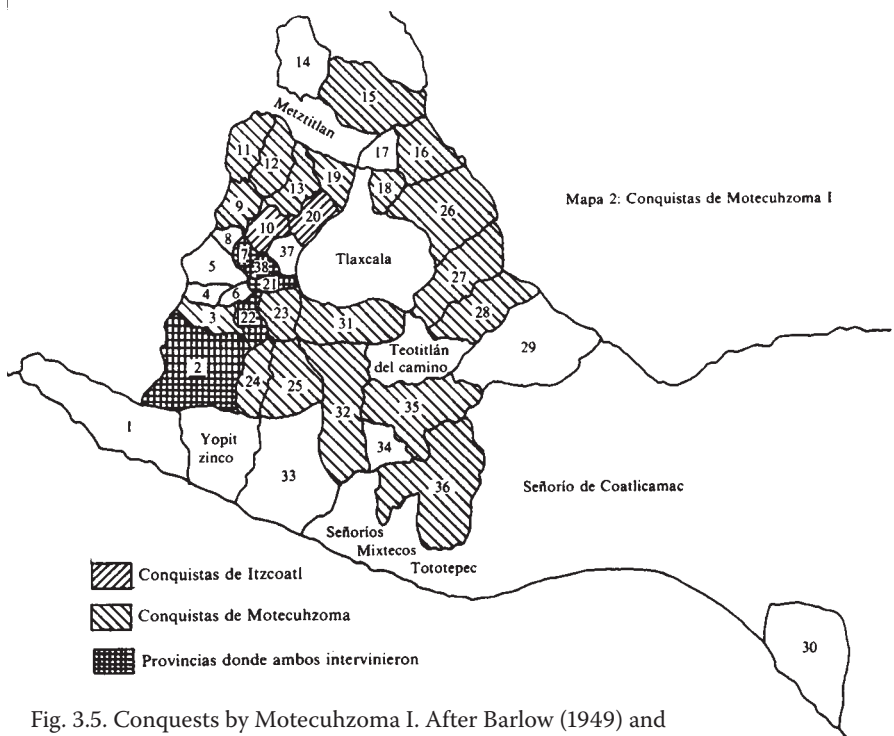 14
15
Metztitlan
11
12
17
16
13
19
18
9
20
26
10
8
7
37
Mapa 2: Conquistas de Motecuhzoma I
5
38
Tlaxcala
21
27
4
6
3
22
23
31
28
Teotitlán
del camino
29
2
24
25
32
35
1
Yopit
zinco
34
33
36
Señorío de Coatlicamac
Señoríos
Mixtecos
Tototepec
Conquistas de Itzcoatl
Conquistas de Motecuhzoma
Provincias donde ambos intervinieron
30
Fig. 3.5. Conquests by Motecuhzoma I. After Barlow (1949) and